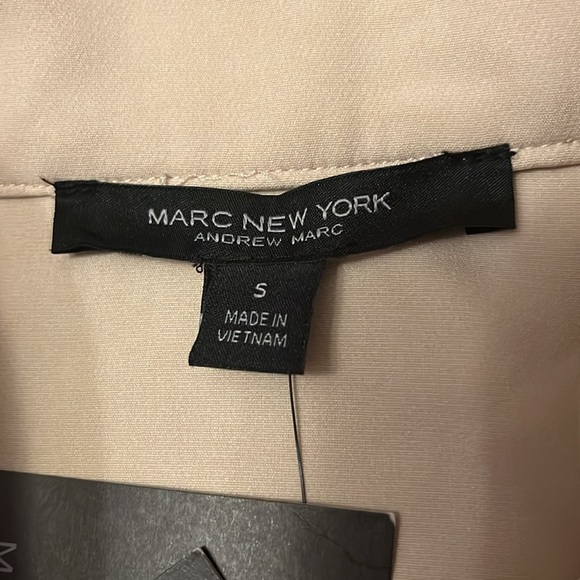 MARC NEW YORK
ANDREW MARC
S
MADE IN
VIETNAM
M